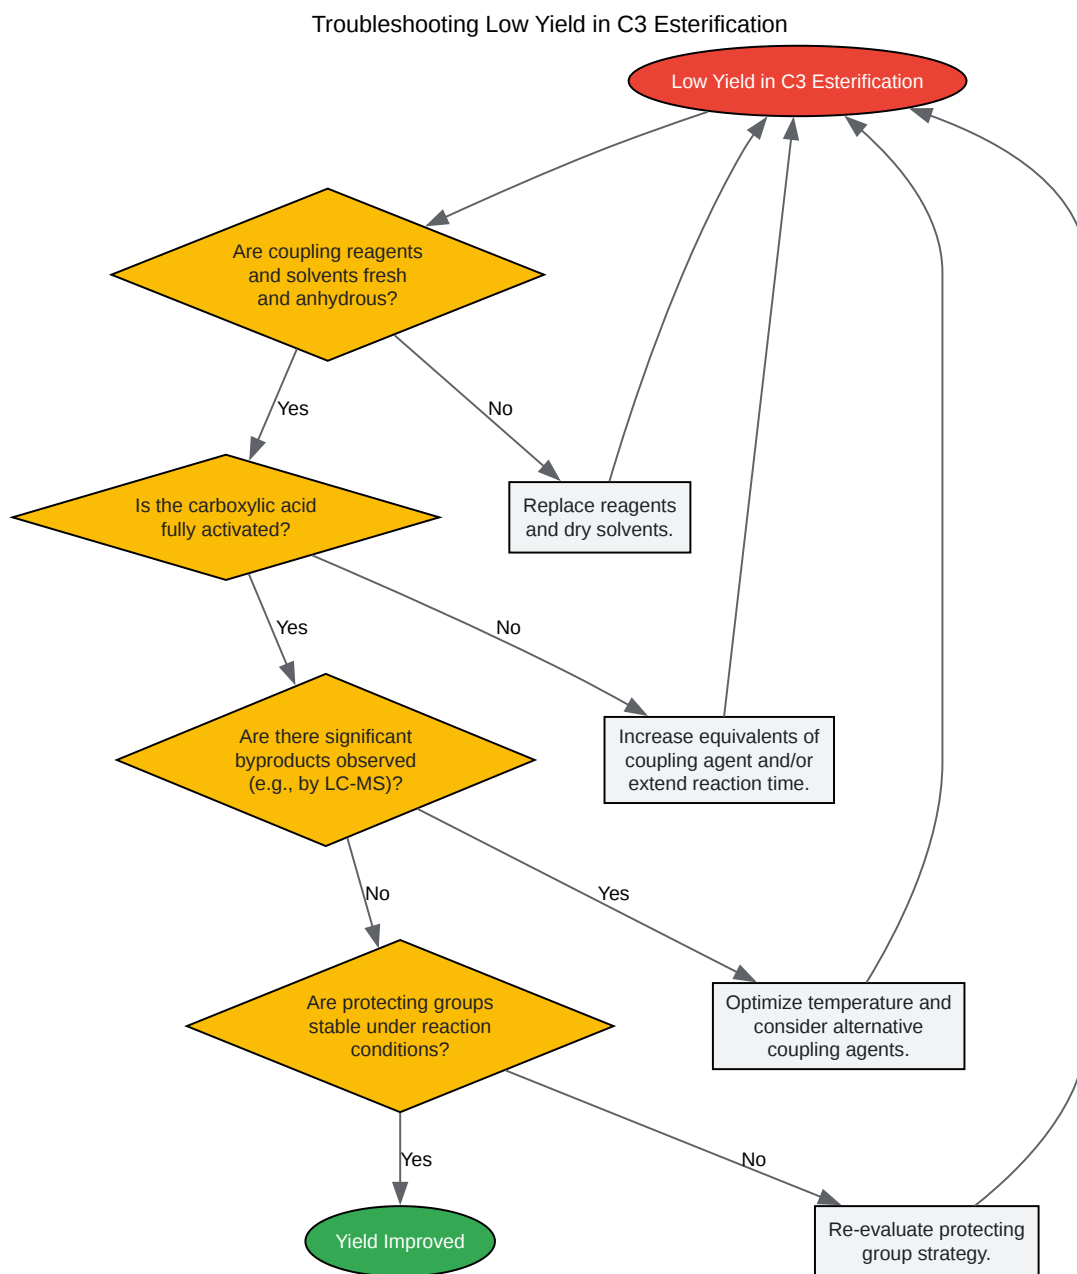 Troubleshooting Low Yield in C3 Esterification
Low Yield in C3 Esterification
Are coupling reagents
and solvents fresh
and anhydrous?
Yes
No
Is the carboxylic acid
fully activated?
Replace reagents
and dry solvents.
Yes
No
Are there significant
byproducts observed
(e.g., by LC-MS)?
Increase equivalents of
coupling agent and/or
extend reaction time.
No
Yes
Are protecting groups
stable under reaction
conditions?
Optimize temperature and
consider alternative
coupling agents.
Yes
No
Yield Improved
Re-evaluate protecting
group strategy.